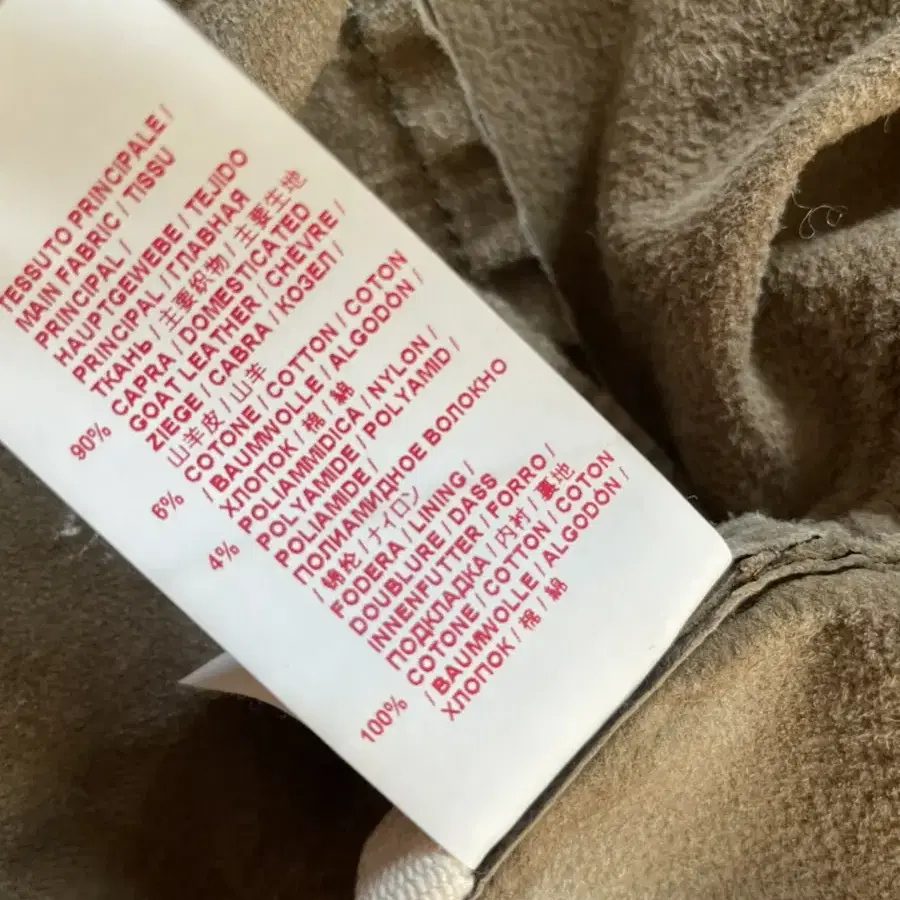 TESSUTO PRINCIPALE /
MAIN FABRIC / TISSU
PRINCIPAL /
HAUPTGEWEBE / TEJIDO
PRINCIPAL / ГЛАВНАЯ
ТКАНЬ / 主要织物 / 主要生地
90% CAPRA / DOMESTICATED
GOAT LEATHER / CHÈVRE /
ZIEGE / CABRA / КОЗЕЛ /
山羊皮 / 山羊
6% COTONE / COTTON / COTON
/ BAUMWOLLE / ALGODÓN /
ХЛОПОК / 棉 / 綿
4% POLIAMMIDICA / NYLON /
POLYAMIDE / POLYAMID /
POLIAMIDE /
ПОЛИАМИДНОЕ ВОЛОКНО
/ 锦纶 / ナイロン
FODERA / LINING /
DOUBLURE / DASS
INNENFUTTER / FORRO /
ПОДКЛАДКА / 内衬 / 裏地
100% COTONE / COTTON / COTON
/ BAUMWOLLE / ALGODÓN /
ХЛОПОК / 棉 / 綿